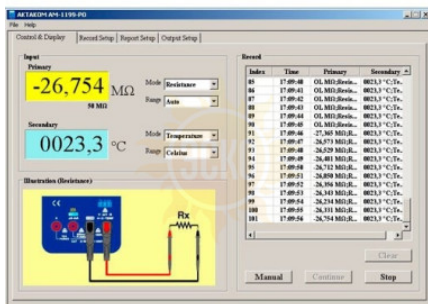 AKTAKOM AM-1199-PO
File Help
Control & Display Record Setup Report Setup Output Setup
Input
Primary
-26,754 MΩ
50 MΩ
Mode Resistance
Range Auto
Secondary
0023,3 °C
Mode Temperature
Range Celsius
Illustration (Resistance)
Rx
Record
Index Time Primary Secondary
85 17:09:40 OL MΩ;Resis... 0023,3 °C;Te..
86 17:09:41 OL MΩ;Resis... 0023,3 °C;Te..
87 17:09:42 OL MΩ;Resis... 0023,3 °C;Te..
88 17:09:43 OL MΩ;Resis... 0023,3 °C;Te..
89 17:09:44 OL MΩ;Resis... 0023,3 °C;Te..
90 17:09:45 OL MΩ;Resis... 0023,3 °C;Te..
91 17:09:46 -27,365 MΩ;R... 0023,3 °C;Te..
92 17:09:47 -26,573 MΩ;R... 0023,3 °C;Te..
93 17:09:48 -26,529 MΩ;R... 0023,3 °C;Te..
94 17:09:49 -26,481 MΩ;R... 0023,3 °C;Te..
95 17:09:50 -26,712 MΩ;R... 0023,3 °C;Te..
96 17:09:51 -26,850 MΩ;R... 0023,3 °C;Te..
97 17:09:52 -26,396 MΩ;R... 0023,3 °C;Te..
98 17:09:53 -26,343 MΩ;R... 0023,3 °C;Te..
99 17:09:54 -26,234 MΩ;R... 0023,3 °C;Te..
100 17:09:55 -26,331 MΩ;R... 0023,3 °C;Te..
101 17:09:56 -26,754 MΩ;R... 0023,3 °C;Te..
Clear
Manual Continue Stop